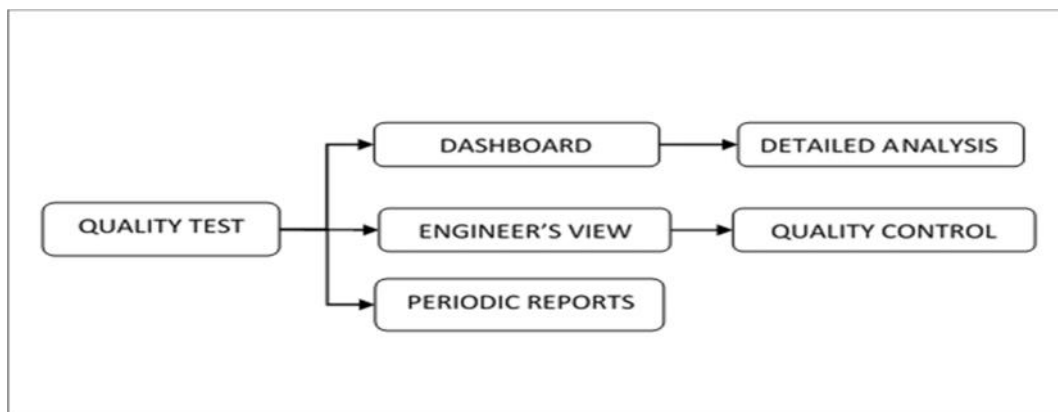 DASHBOARD
DETAILED ANALYSIS
QUALITY TEST
ENGINEER'S VIEW
QUALITY CONTROL
PERIODIC REPORTS